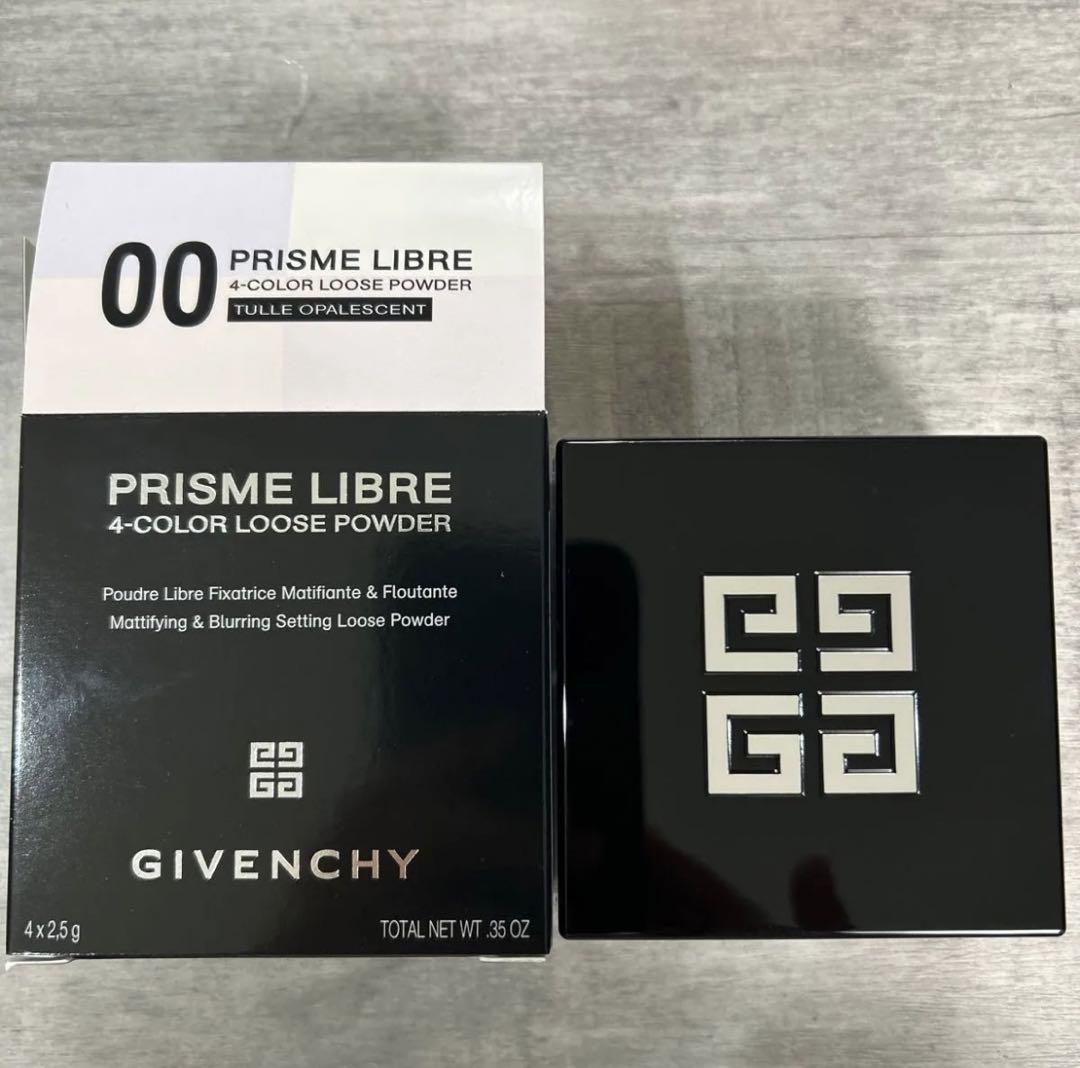 00 PRISME LIBRE
4-COLOR LOOSE POWDER
TULLE OPALESCENT
PRISME LIBRE
4-COLOR LOOSE POWDER
Poudre Libre Fixatrice Matifiante & Floutante
Mattifying & Blurring Setting Loose Powder
GIVENCHY
4 x 2,5 g TOTAL NET WT .35 OZ